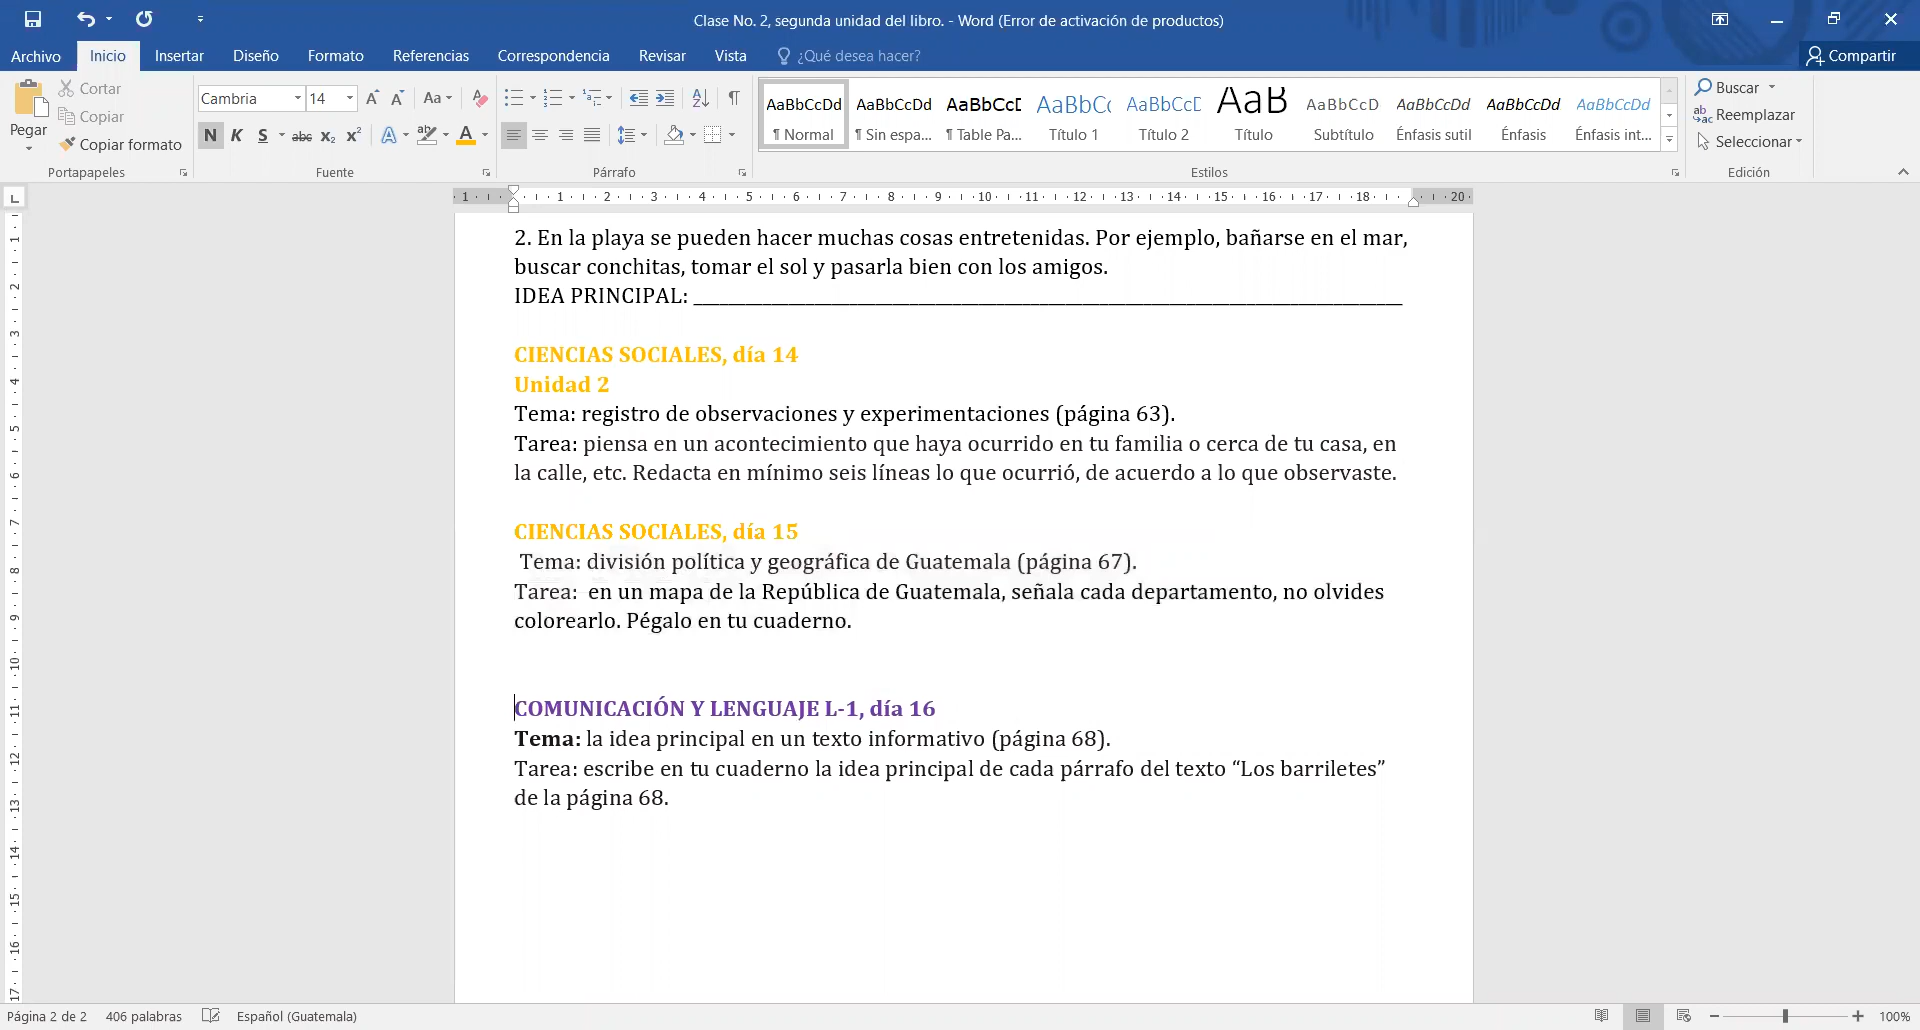 Clase No. 2, segunda unidad del libro. - Word (Error de activación de productos)
Archivo Inicio Insertar Diseño Formato Referencias Correspondencia Revisar Vista ¿Qué desea hacer? Compartir
Pegar
Cortar
Copiar
Copiar formato
Portapapeles
Cambria 14
Fuente
Párrafo
AaBbCcDd AaBbCcDd AaBbCcD AaBbCc AaBbCcD AaB AaBbCcD AaBbCcDd AaBbCcDd AaBbCcDd
¶ Normal ¶ Sin espa... ¶ Table Pa... Título 1 Título 2 Título Subtítulo Énfasis sutil Énfasis Énfasis int...
Estilos
Buscar
Reemplazar
Seleccionar
Edición
2. En la playa se pueden hacer muchas cosas entretenidas. Por ejemplo, bañarse en el mar,
buscar conchitas, tomar el sol y pasarla bien con los amigos.
IDEA PRINCIPAL: ______________________________________________________________
CIENCIAS SOCIALES, día 14
Unidad 2
Tema: registro de observaciones y experimentaciones (página 63).
Tarea: piensa en un acontecimiento que haya ocurrido en tu familia o cerca de tu casa, en
la calle, etc. Redacta en mínimo seis líneas lo que ocurrió, de acuerdo a lo que observaste.
CIENCIAS SOCIALES, día 15
Tema: división política y geográfica de Guatemala (página 67).
Tarea:  en un mapa de la República de Guatemala, señala cada departamento, no olvides
colorearlo. Pégalo en tu cuaderno.
COMUNICACIÓN Y LENGUAJE L-1, día 16
Tema: la idea principal en un texto informativo (página 68).
Tarea: escribe en tu cuaderno la idea principal de cada párrafo del texto “Los barriletes”
de la página 68.
Página 2 de 2 406 palabras Español (Guatemala) 100%